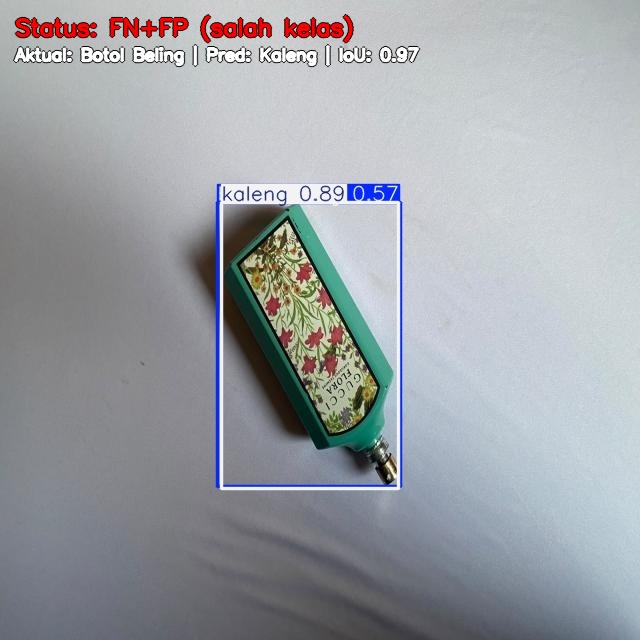 Status: FN+FP (salah kelas)
Aktual: Botol Beling | Pred: Kaleng | IoU: 0.97
kaleng 0.89 0.57
GUCCI
FLORA